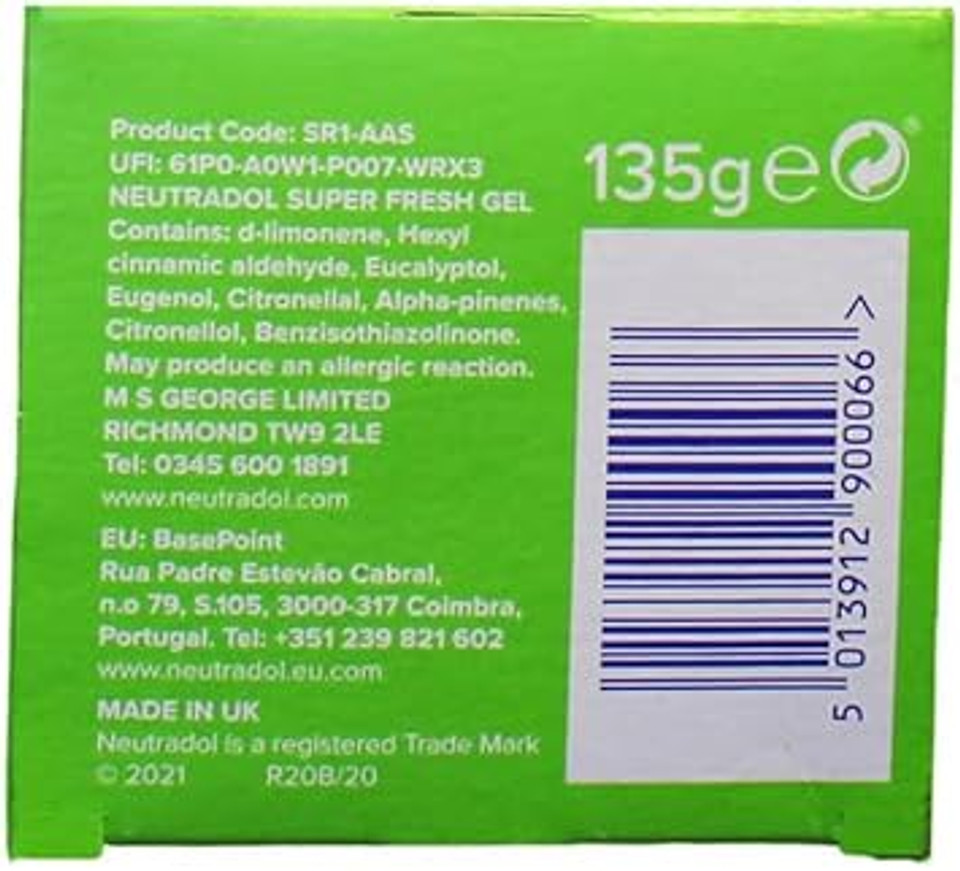 Product Code: SR1-AAS
UFI: 61P0-A0W1-P007-WRX3
NEUTRADOL SUPER FRESH GEL
Contains: d-limonene, Hexyl
cinnamic aldehyde, Eucalyptol,
Eugenol, Citronellal, Alpha-pinenes,
Citronellol, Benzisothiazolinone.
May produce an allergic reaction.
M S GEORGE LIMITED
RICHMOND TW9 2LE
Tel: 0345 600 1891
www.neutradol.com
EU: BasePoint
Rua Padre Estevão Cabral,
n.o 79, S.105, 3000-317 Coimbra,
Portugal. Tel: +351 239 821 602
www.neutradol.eu.com
MADE IN UK
Neutradol is a registered Trade Mark
© 2021 R20B/20
135g e
5 013912 900066 >